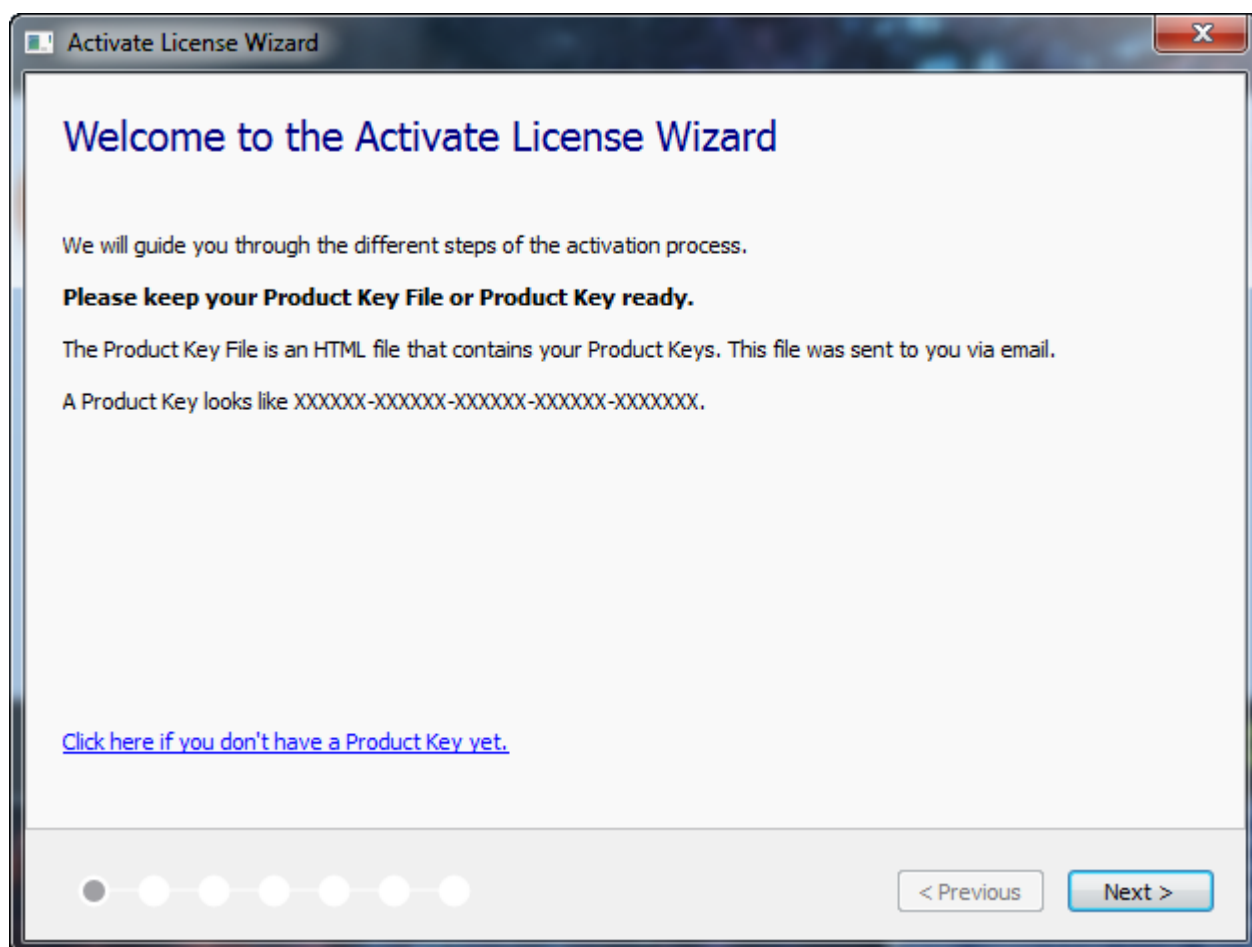 Activate License Wizard
Welcome to the Activate License Wizard
We will guide you through the different steps of the activation process.
Please keep your Product Key File or Product Key ready.
The Product Key File is an HTML file that contains your Product Keys. This file was sent to you via email.
A Product Key looks like XXXXXX-XXXXXX-XXXXXX-XXXXXX-XXXXXXX.
Click here if you don't have a Product Key yet.
< Previous
Next >